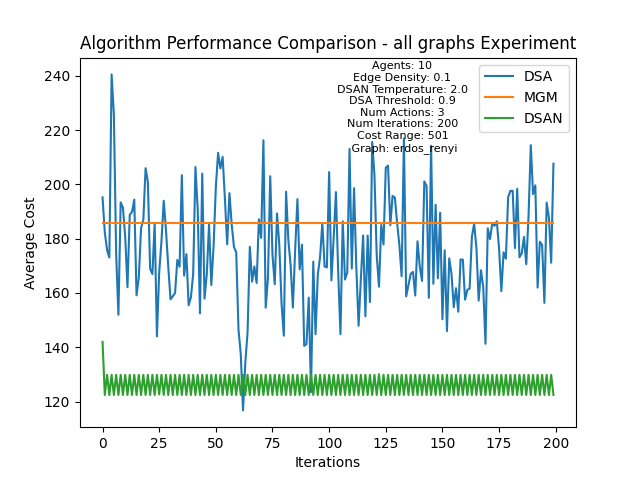 Algorithm Performance Comparison - all graphs Experiment
Agents: 10
Edge Density: 0.1
DSAN Temperature: 2.0
DSA Threshold: 0.9
Num Actions: 3
Num Iterations: 200
Cost Range: 501
Graph: erdos_renyi
DSA
MGM
DSAN
240
220
200
180
160
140
120
Average Cost
0
25
50
75
100
125
150
175
200
Iterations